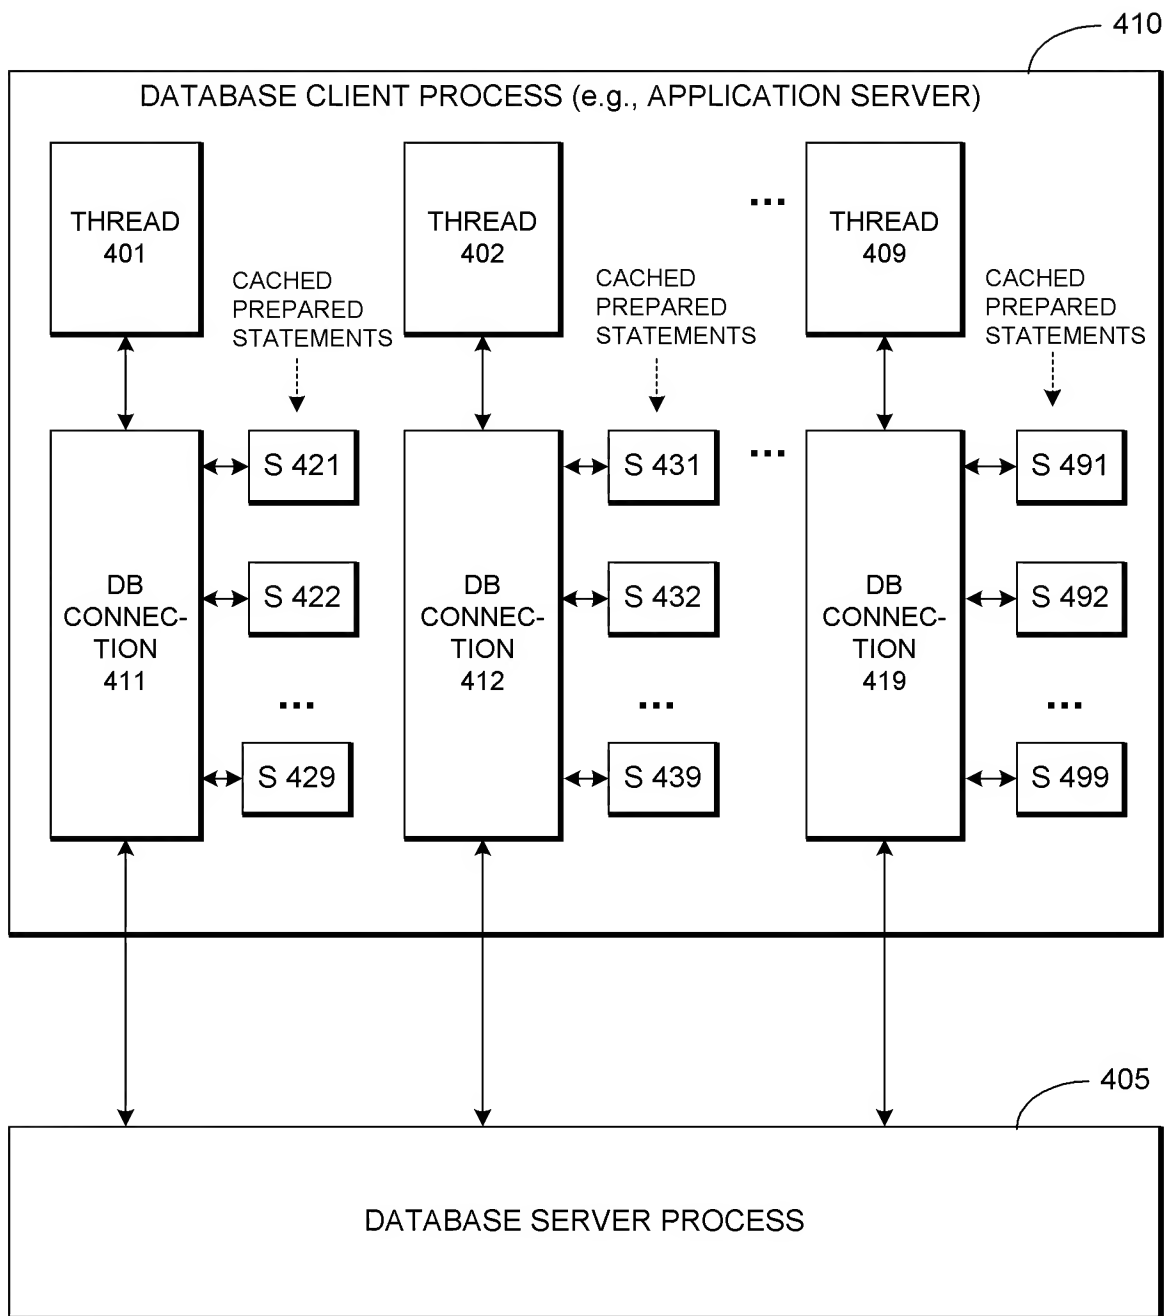 410
DATABASE CLIENT PROCESS (e.g., APPLICATION SERVER)
THREAD
401
THREAD
402
...
THREAD
409
CACHED
PREPARED
STATEMENTS
CACHED
PREPARED
STATEMENTS
CACHED
PREPARED
STATEMENTS
DB
CONNEC-
TION
411
S 421
S 422
...
S 429
DB
CONNEC-
TION
412
S 431
S 432
...
S 439
...
DB
CONNEC-
TION
419
S 491
S 492
...
S 499
405
DATABASE SERVER PROCESS